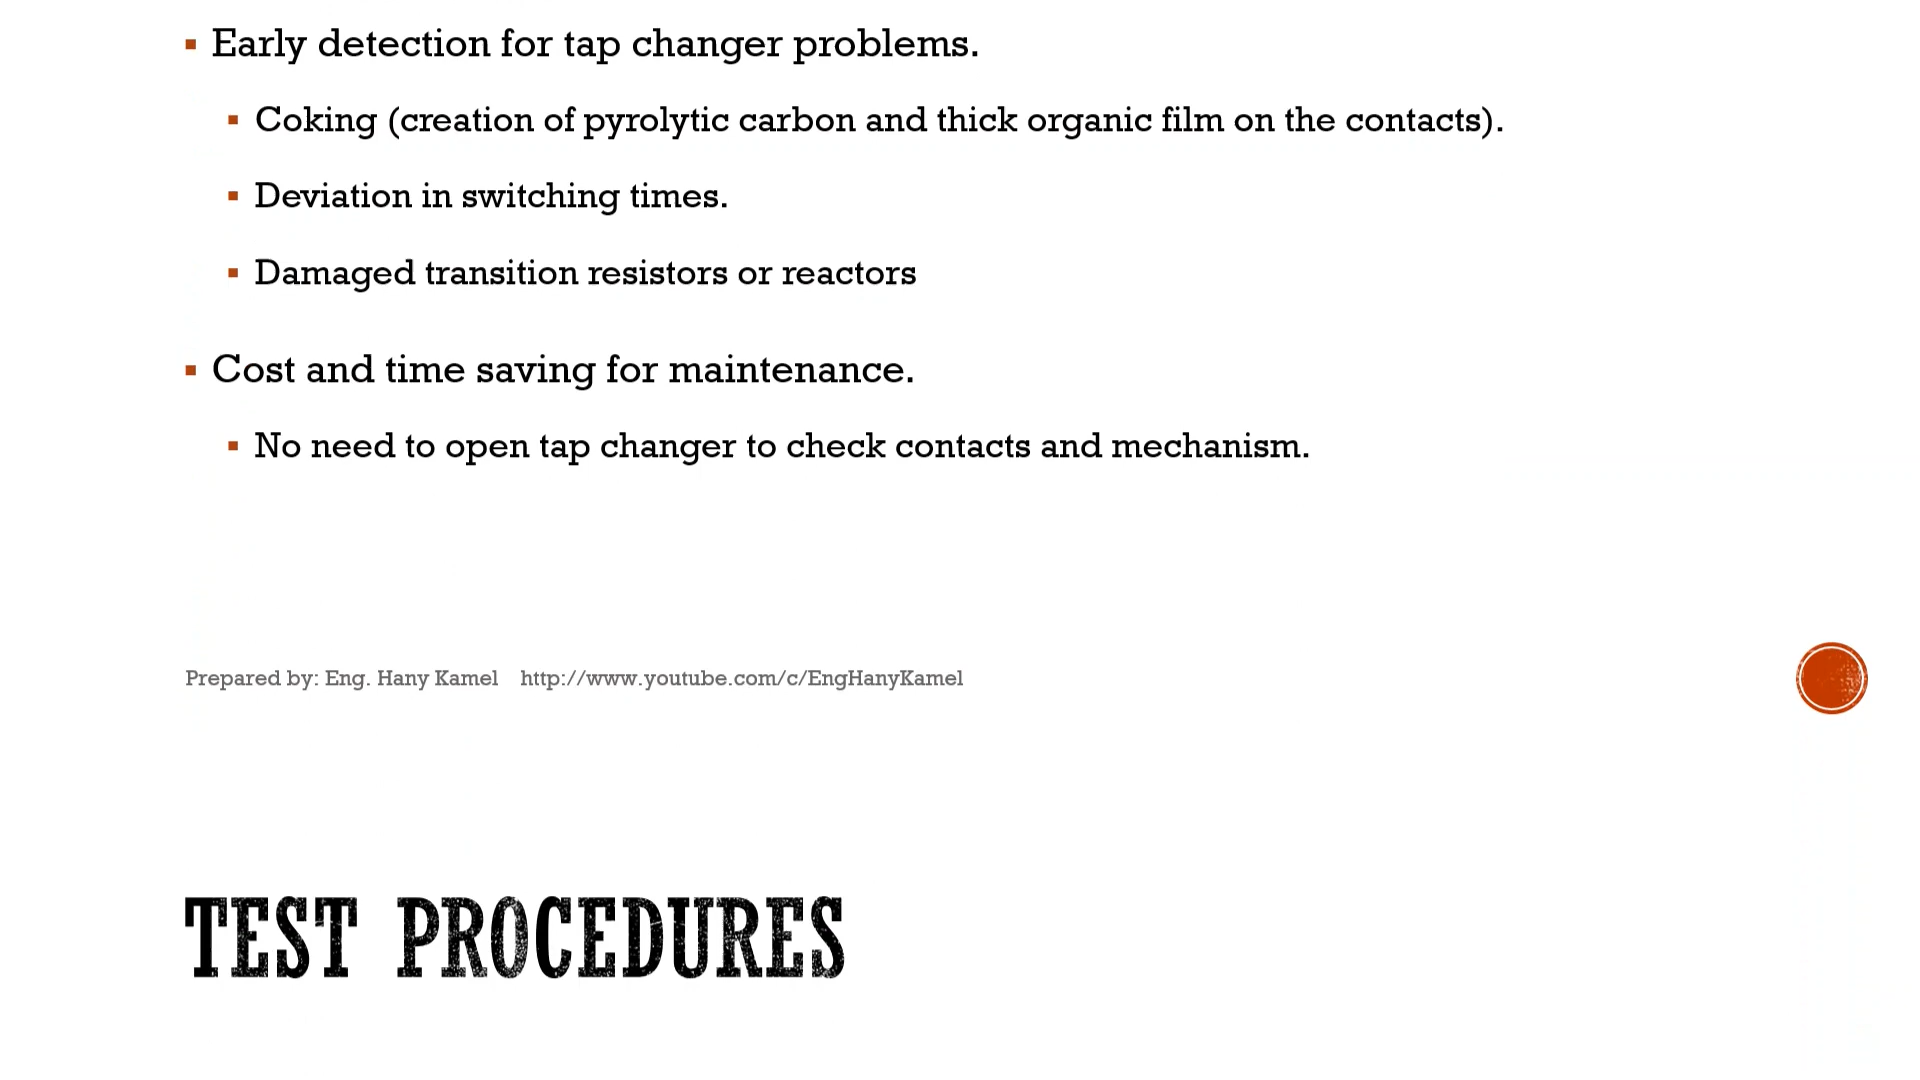 ▪ Early detection for tap changer problems.
▪ Coking (creation of pyrolytic carbon and thick organic film on the contacts).
▪ Deviation in switching times.
▪ Damaged transition resistors or reactors
▪ Cost and time saving for maintenance.
▪ No need to open tap changer to check contacts and mechanism.
Prepared by: Eng. Hany Kamel http://www.youtube.com/c/EngHanyKamel
TEST PROCEDURES